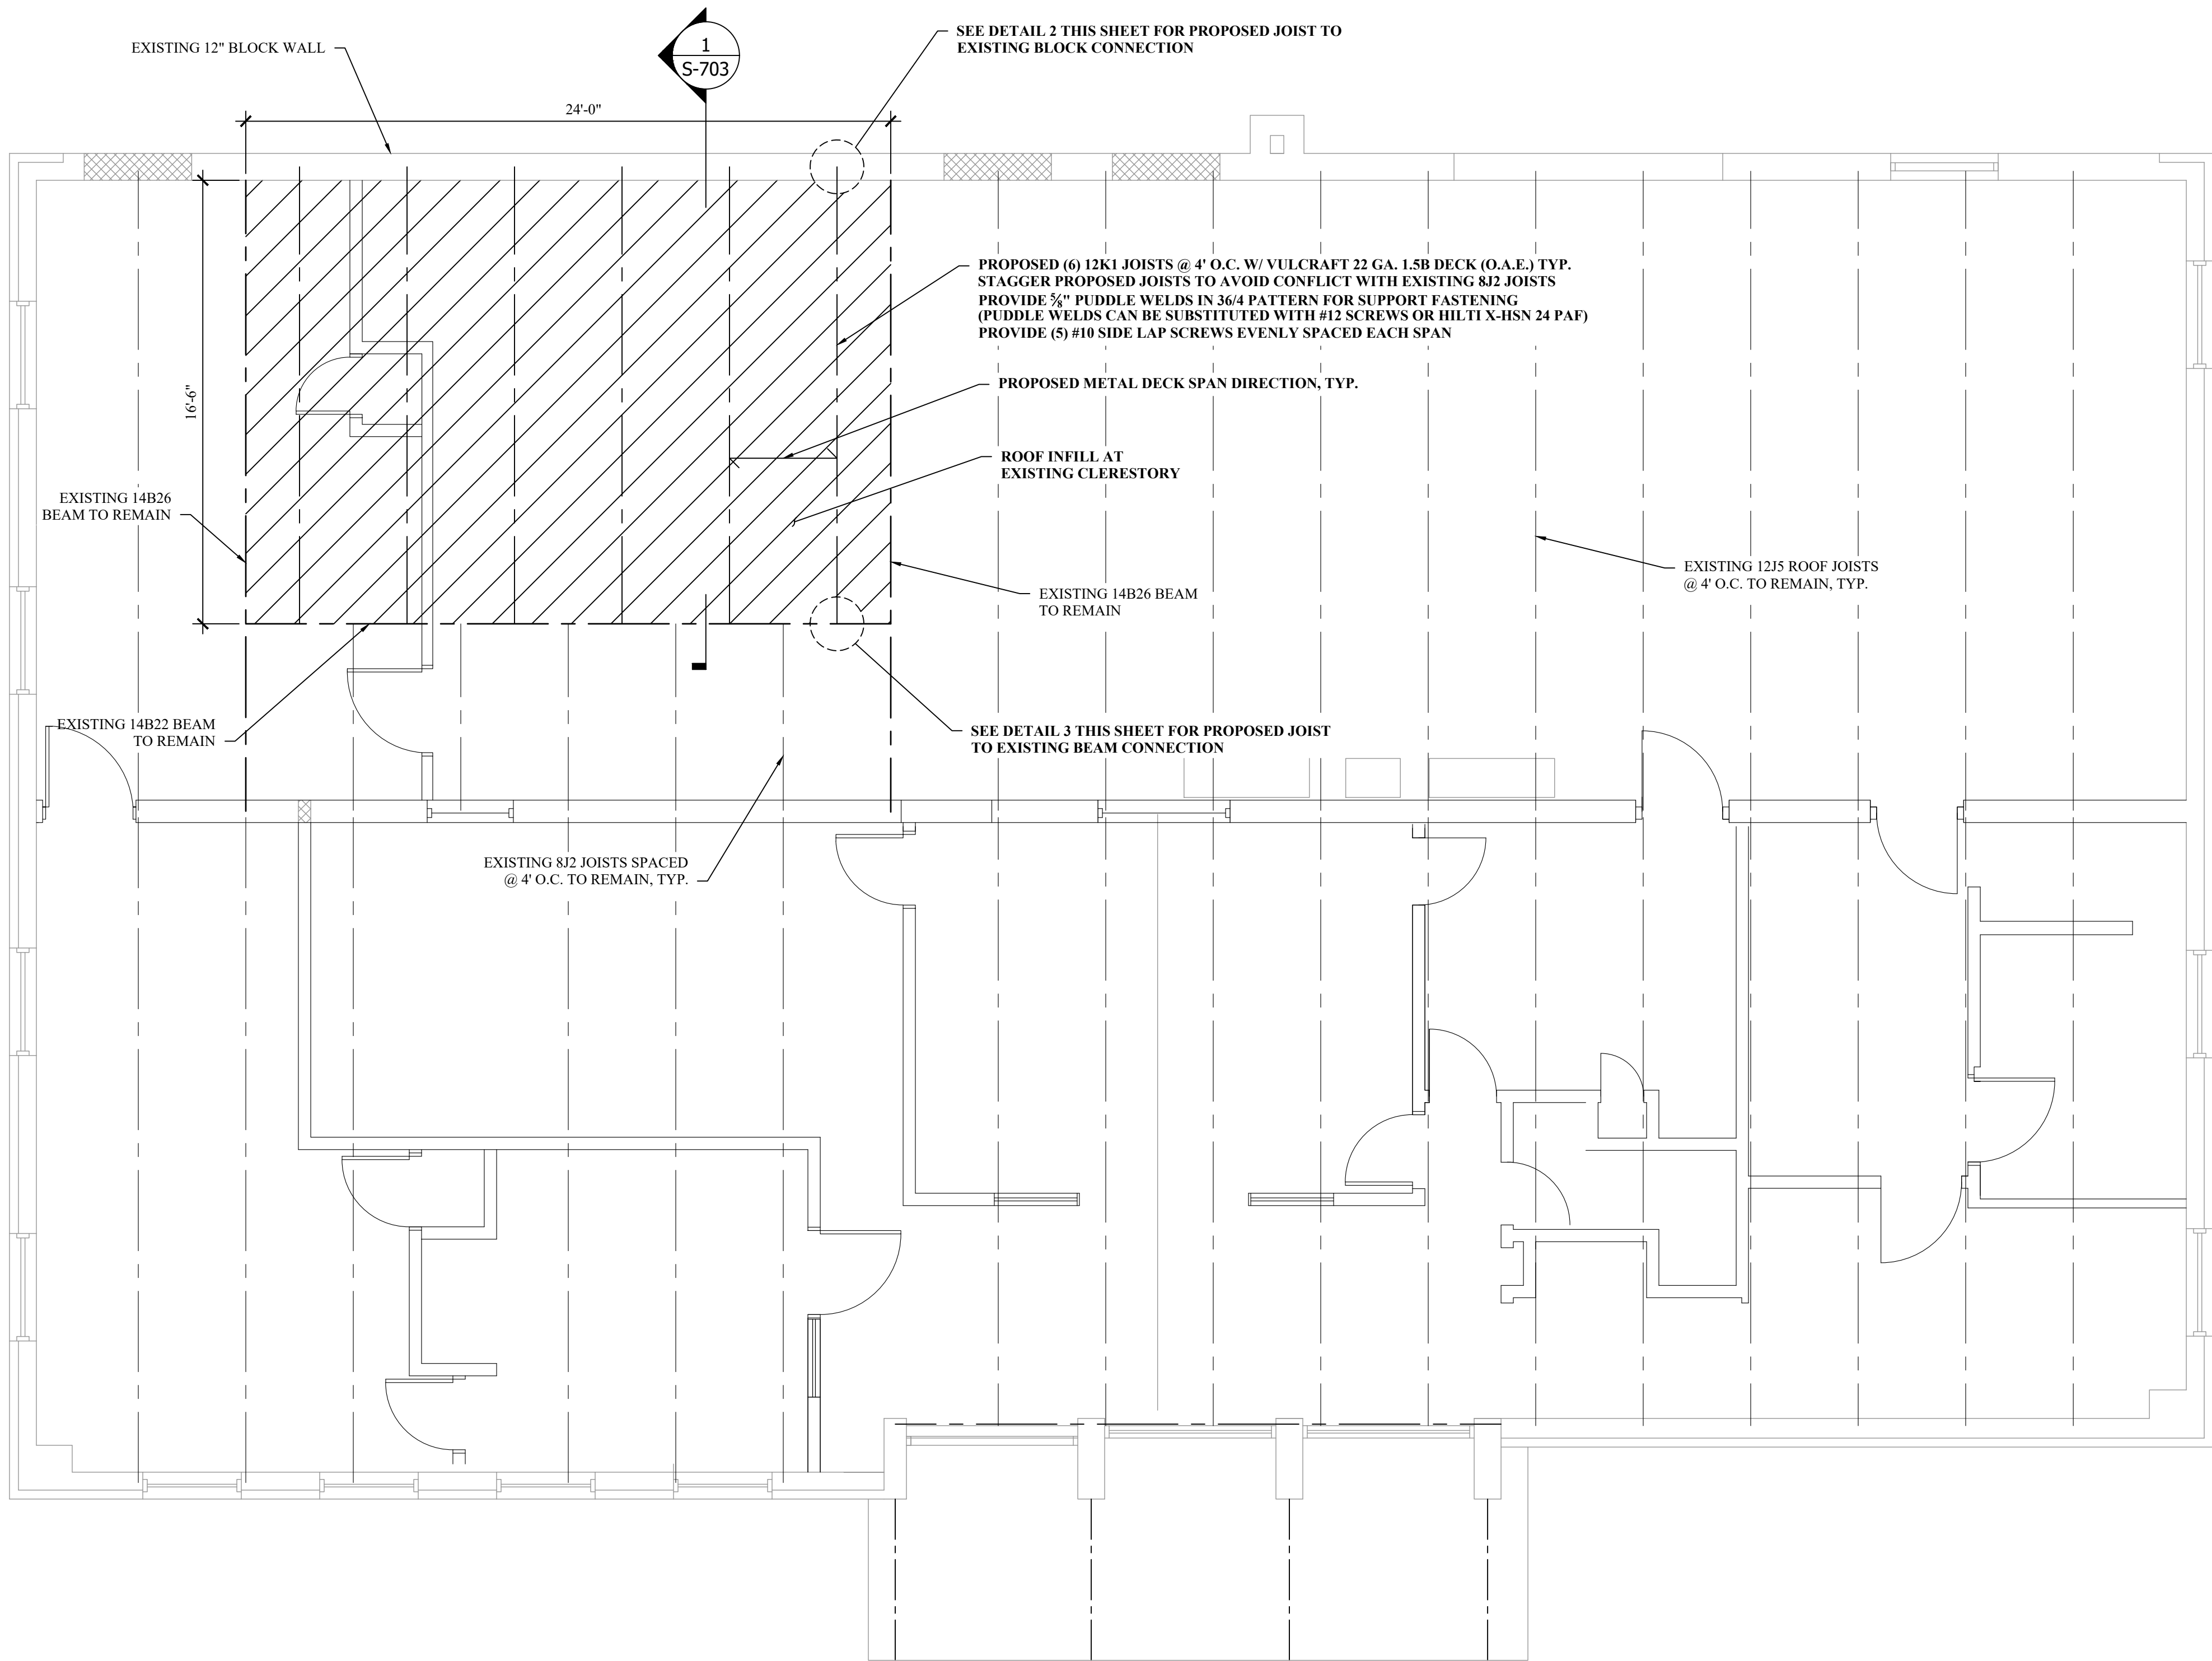 EXISTING 12" BLOCK WALL
1
S-703
SEE DETAIL 2 THIS SHEET FOR PROPOSED JOIST TO
EXISTING BLOCK CONNECTION
24'-0"
PROPOSED (6) 12K1 JOISTS @ 4' O.C. W/ VULCRAFT 22 GA. 1.5B DECK (O.A.E.) TYP.
STAGGER PROPOSED JOISTS TO AVOID CONFLICT WITH EXISTING 8J2 JOISTS
PROVIDE ⅝" PUDDLE WELDS IN 36/4 PATTERN FOR SUPPORT FASTENING
(PUDDLE WELDS CAN BE SUBSTITUTED WITH #12 SCREWS OR HILTI X-HSN 24 PAF)
PROVIDE (5) #10 SIDE LAP SCREWS EVENLY SPACED EACH SPAN
PROPOSED METAL DECK SPAN DIRECTION, TYP.
16'-6"
ROOF INFILL AT
EXISTING CLERESTORY
EXISTING 14B26
BEAM TO REMAIN
EXISTING 14B26 BEAM
TO REMAIN
EXISTING 12J5 ROOF JOISTS
@ 4' O.C. TO REMAIN, TYP.
EXISTING 14B22 BEAM
TO REMAIN
SEE DETAIL 3 THIS SHEET FOR PROPOSED JOIST
TO EXISTING BEAM CONNECTION
EXISTING 8J2 JOISTS SPACED
@ 4' O.C. TO REMAIN, TYP.